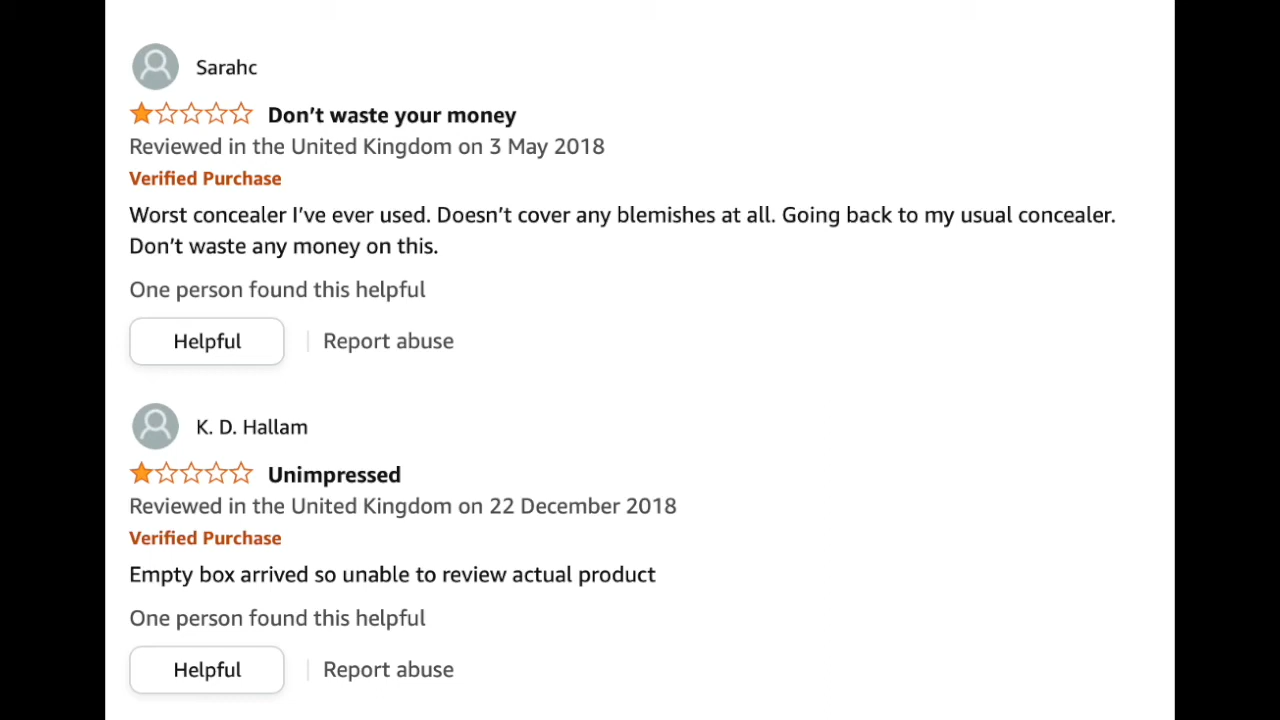 Sarahc
Don't waste your money
Reviewed in the United Kingdom on 3 May 2018
Verified Purchase
Worst concealer I've ever used. Doesn't cover any blemishes at all. Going back to my usual concealer.
Don't waste any money on this.
One person found this helpful
Helpful
Report abuse
K. D. Hallam
Unimpressed
Reviewed in the United Kingdom on 22 December 2018
Verified Purchase
Empty box arrived so unable to review actual product
One person found this helpful
Helpful
Report abuse